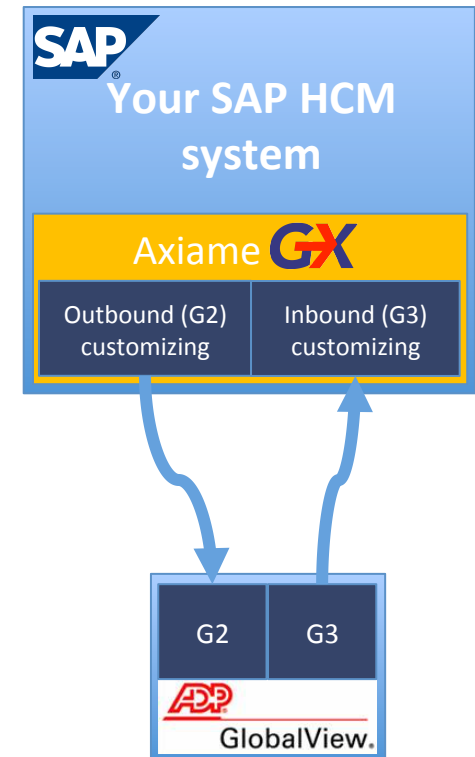 SAP
®
Your SAP HCM
system
Axiame GX
Outbound (G2)
customizing
Inbound (G3)
customizing
G2
G3
ADP
GlobalView.